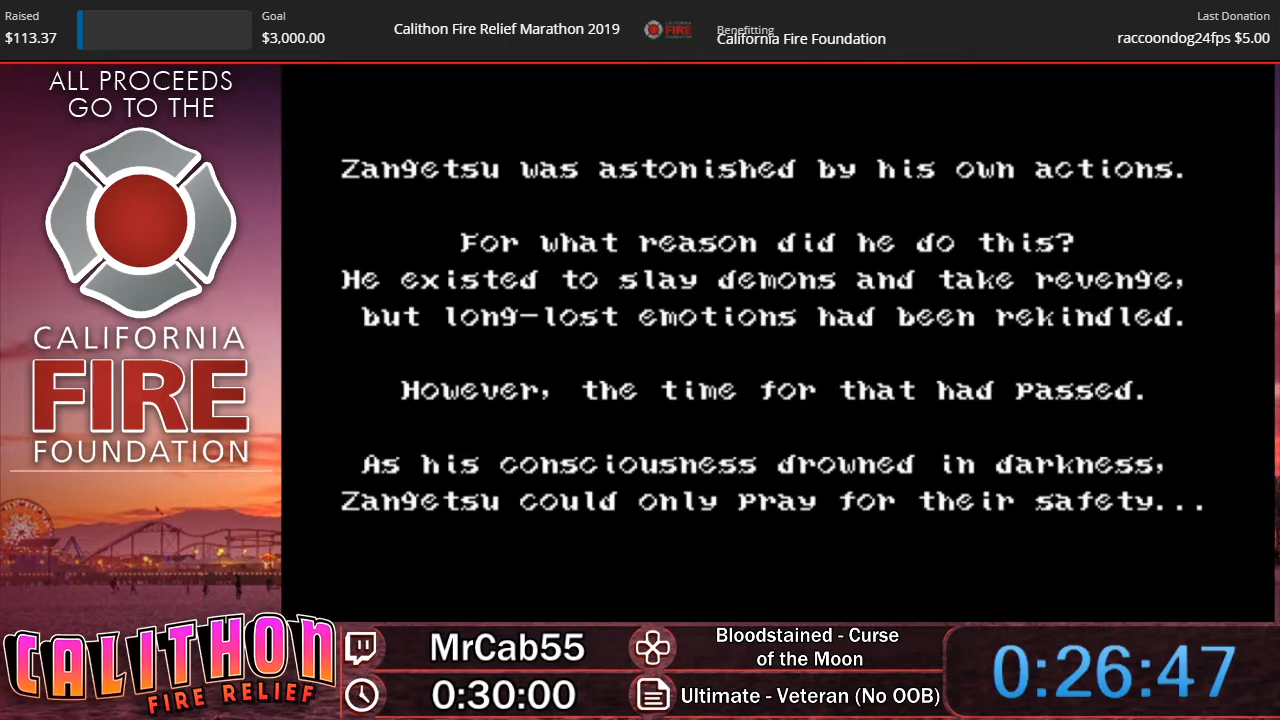 Raised
$113.37
Goal
$3,000.00
Calithon Fire Relief Marathon 2019
CALIFORNIA
FIRE
FOUNDATION
Benefitting
California Fire Foundation
Last Donation
raccoondog24fps $5.00
ALL PROCEEDS
GO TO THE
CALIFORNIA
FIRE
FOUNDATION
Zangetsu was astonished by his own actions.
For what reason did he do this?
He existed to slay demons and take revenge,
but long-lost emotions had been rekindled.
However, the time for that had passed.
As his consciousness drowned in darkness,
Zangetsu could only pray for their safety...
CALITHON
FIRE RELIEF
MrCab55
0:30:00
Bloodstained - Curse
of the Moon
Ultimate - Veteran (No OOB)
0:26:47